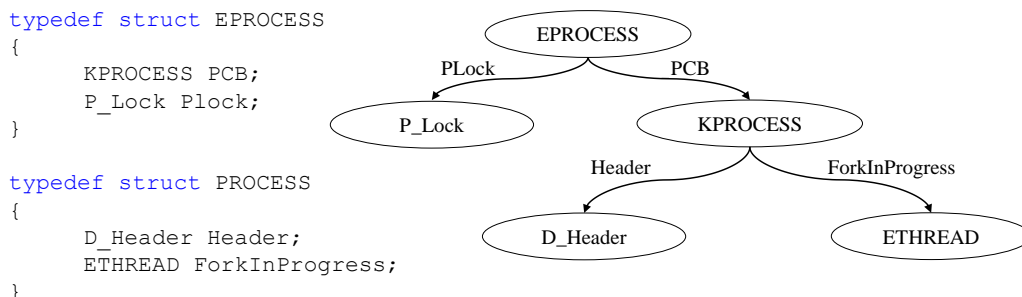 typedef struct EPROCESS
{
KPROCESS PCB;
P_Lock Plock;
}
typedef struct PROCESS
{
D_Header Header;
ETHREAD ForkInProgress;
}
EPROCESS
PLock
PCB
P_Lock
KPROCESS
Header
ForkInProgress
D_Header
ETHREAD